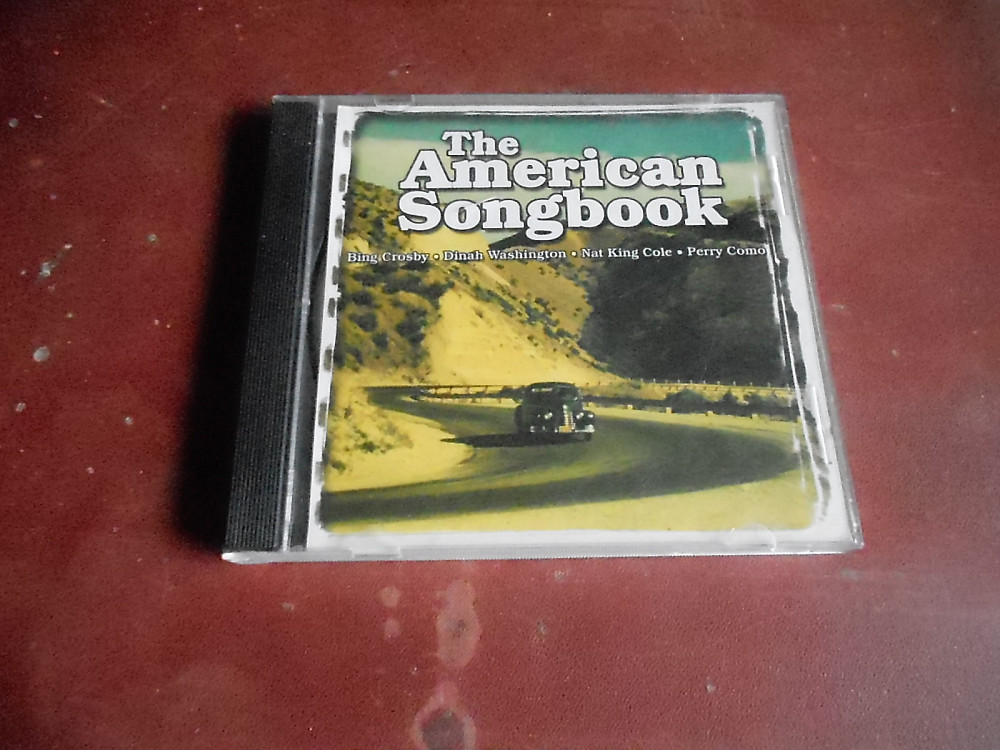 The
American
Songbook
Bing Crosby • Dinah Washington • Nat King Cole • Perry Como